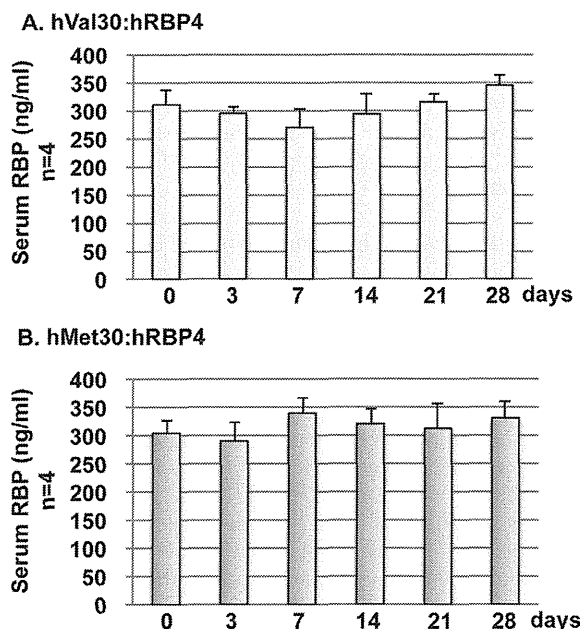 A. hVal30:hRBP4
Serum RBP (ng/ml)
n=4
400
350
300
250
200
150
100
50
0
0 3 7 14 21 28 days
B. hMet30:hRBP4
Serum RBP (ng/ml)
n=4
400
350
300
250
200
150
100
50
0
0 3 7 14 21 28 days